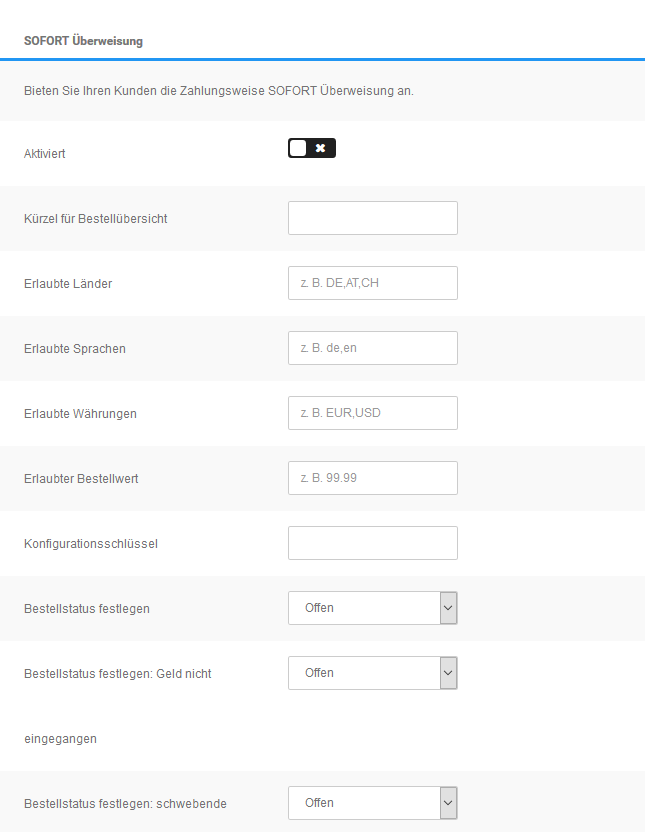 SOFORT Überweisung
Bieten Sie Ihren Kunden die Zahlungsweise SOFORT Überweisung an.
Aktiviert
Kürzel für Bestellübersicht
Erlaubte Länder z. B. DE,AT,CH
Erlaubte Sprachen z. B. de,en
Erlaubte Währungen z. B. EUR,USD
Erlaubter Bestellwert z. B. 99.99
Konfigurationsschlüssel
Bestellstatus festlegen Offen
Bestellstatus festlegen: Geld nicht Offen
eingegangen
Bestellstatus festlegen: schwebende Offen